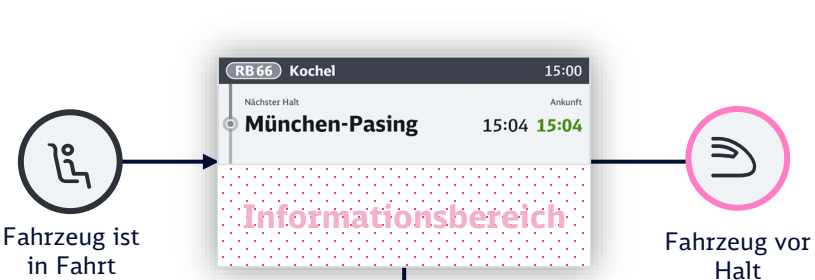 RB 66 Kochel 15:00
Nächster Halt Ankunft
München-Pasing 15:04 15:04
Informationsbereich
Fahrzeug ist
in Fahrt
Fahrzeug vor
Halt